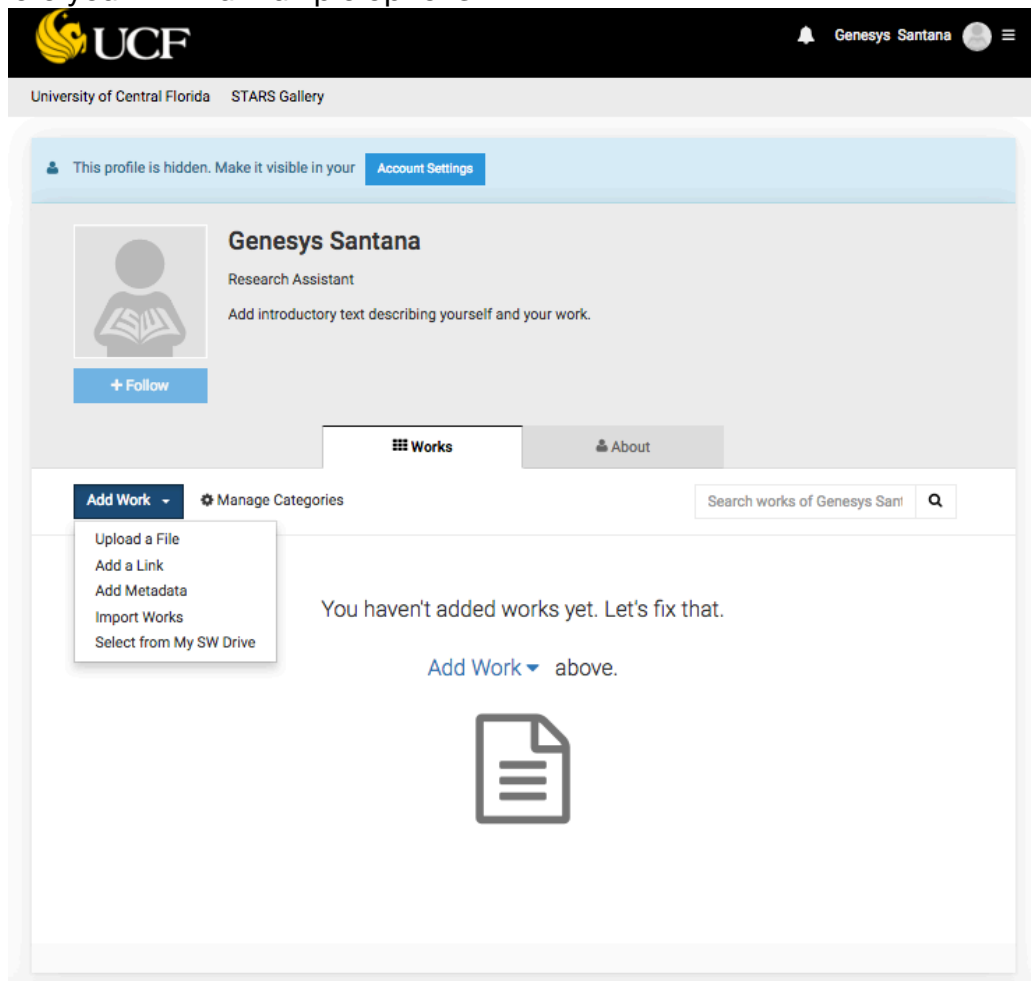 UCF
Genesys Santana
University of Central Florida STARS Gallery
This profile is hidden. Make it visible in your Account Settings
Genesys Santana
Research Assistant
Add introductory text describing yourself and your work.
+ Follow
Works
About
Add Work
Manage Categories
Search works of Genesys Sant
Upload a File
Add a Link
Add Metadata
Import Works
Select from My SW Drive
You haven't added works yet. Let's fix that.
Add Work above.